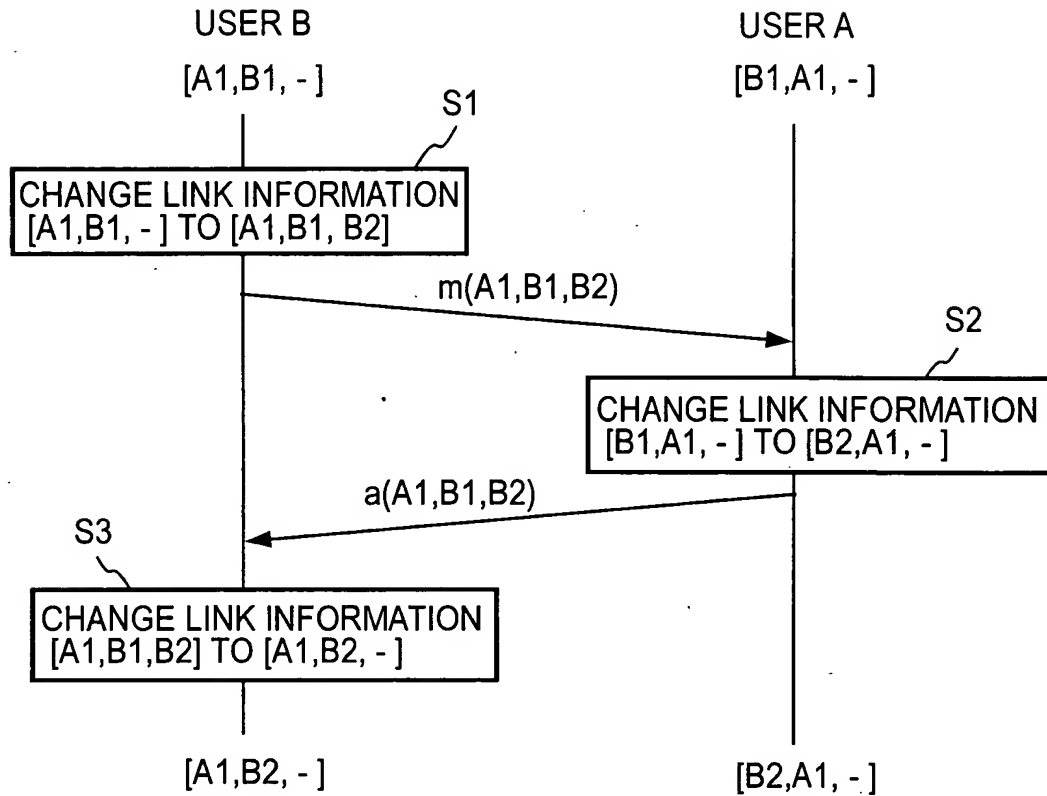 USER B
USER A
[A1,B1, - ]
[B1,A1, - ]
S1
CHANGE LINK INFORMATION
[A1,B1, - ] TO [A1,B1, B2]
m(A1,B1,B2)
S2
CHANGE LINK INFORMATION
[B1,A1, - ] TO [B2,A1, - ]
a(A1,B1,B2)
S3
CHANGE LINK INFORMATION
[A1,B1,B2] TO [A1,B2, - ]
[A1,B2, - ]
[B2,A1, - ]